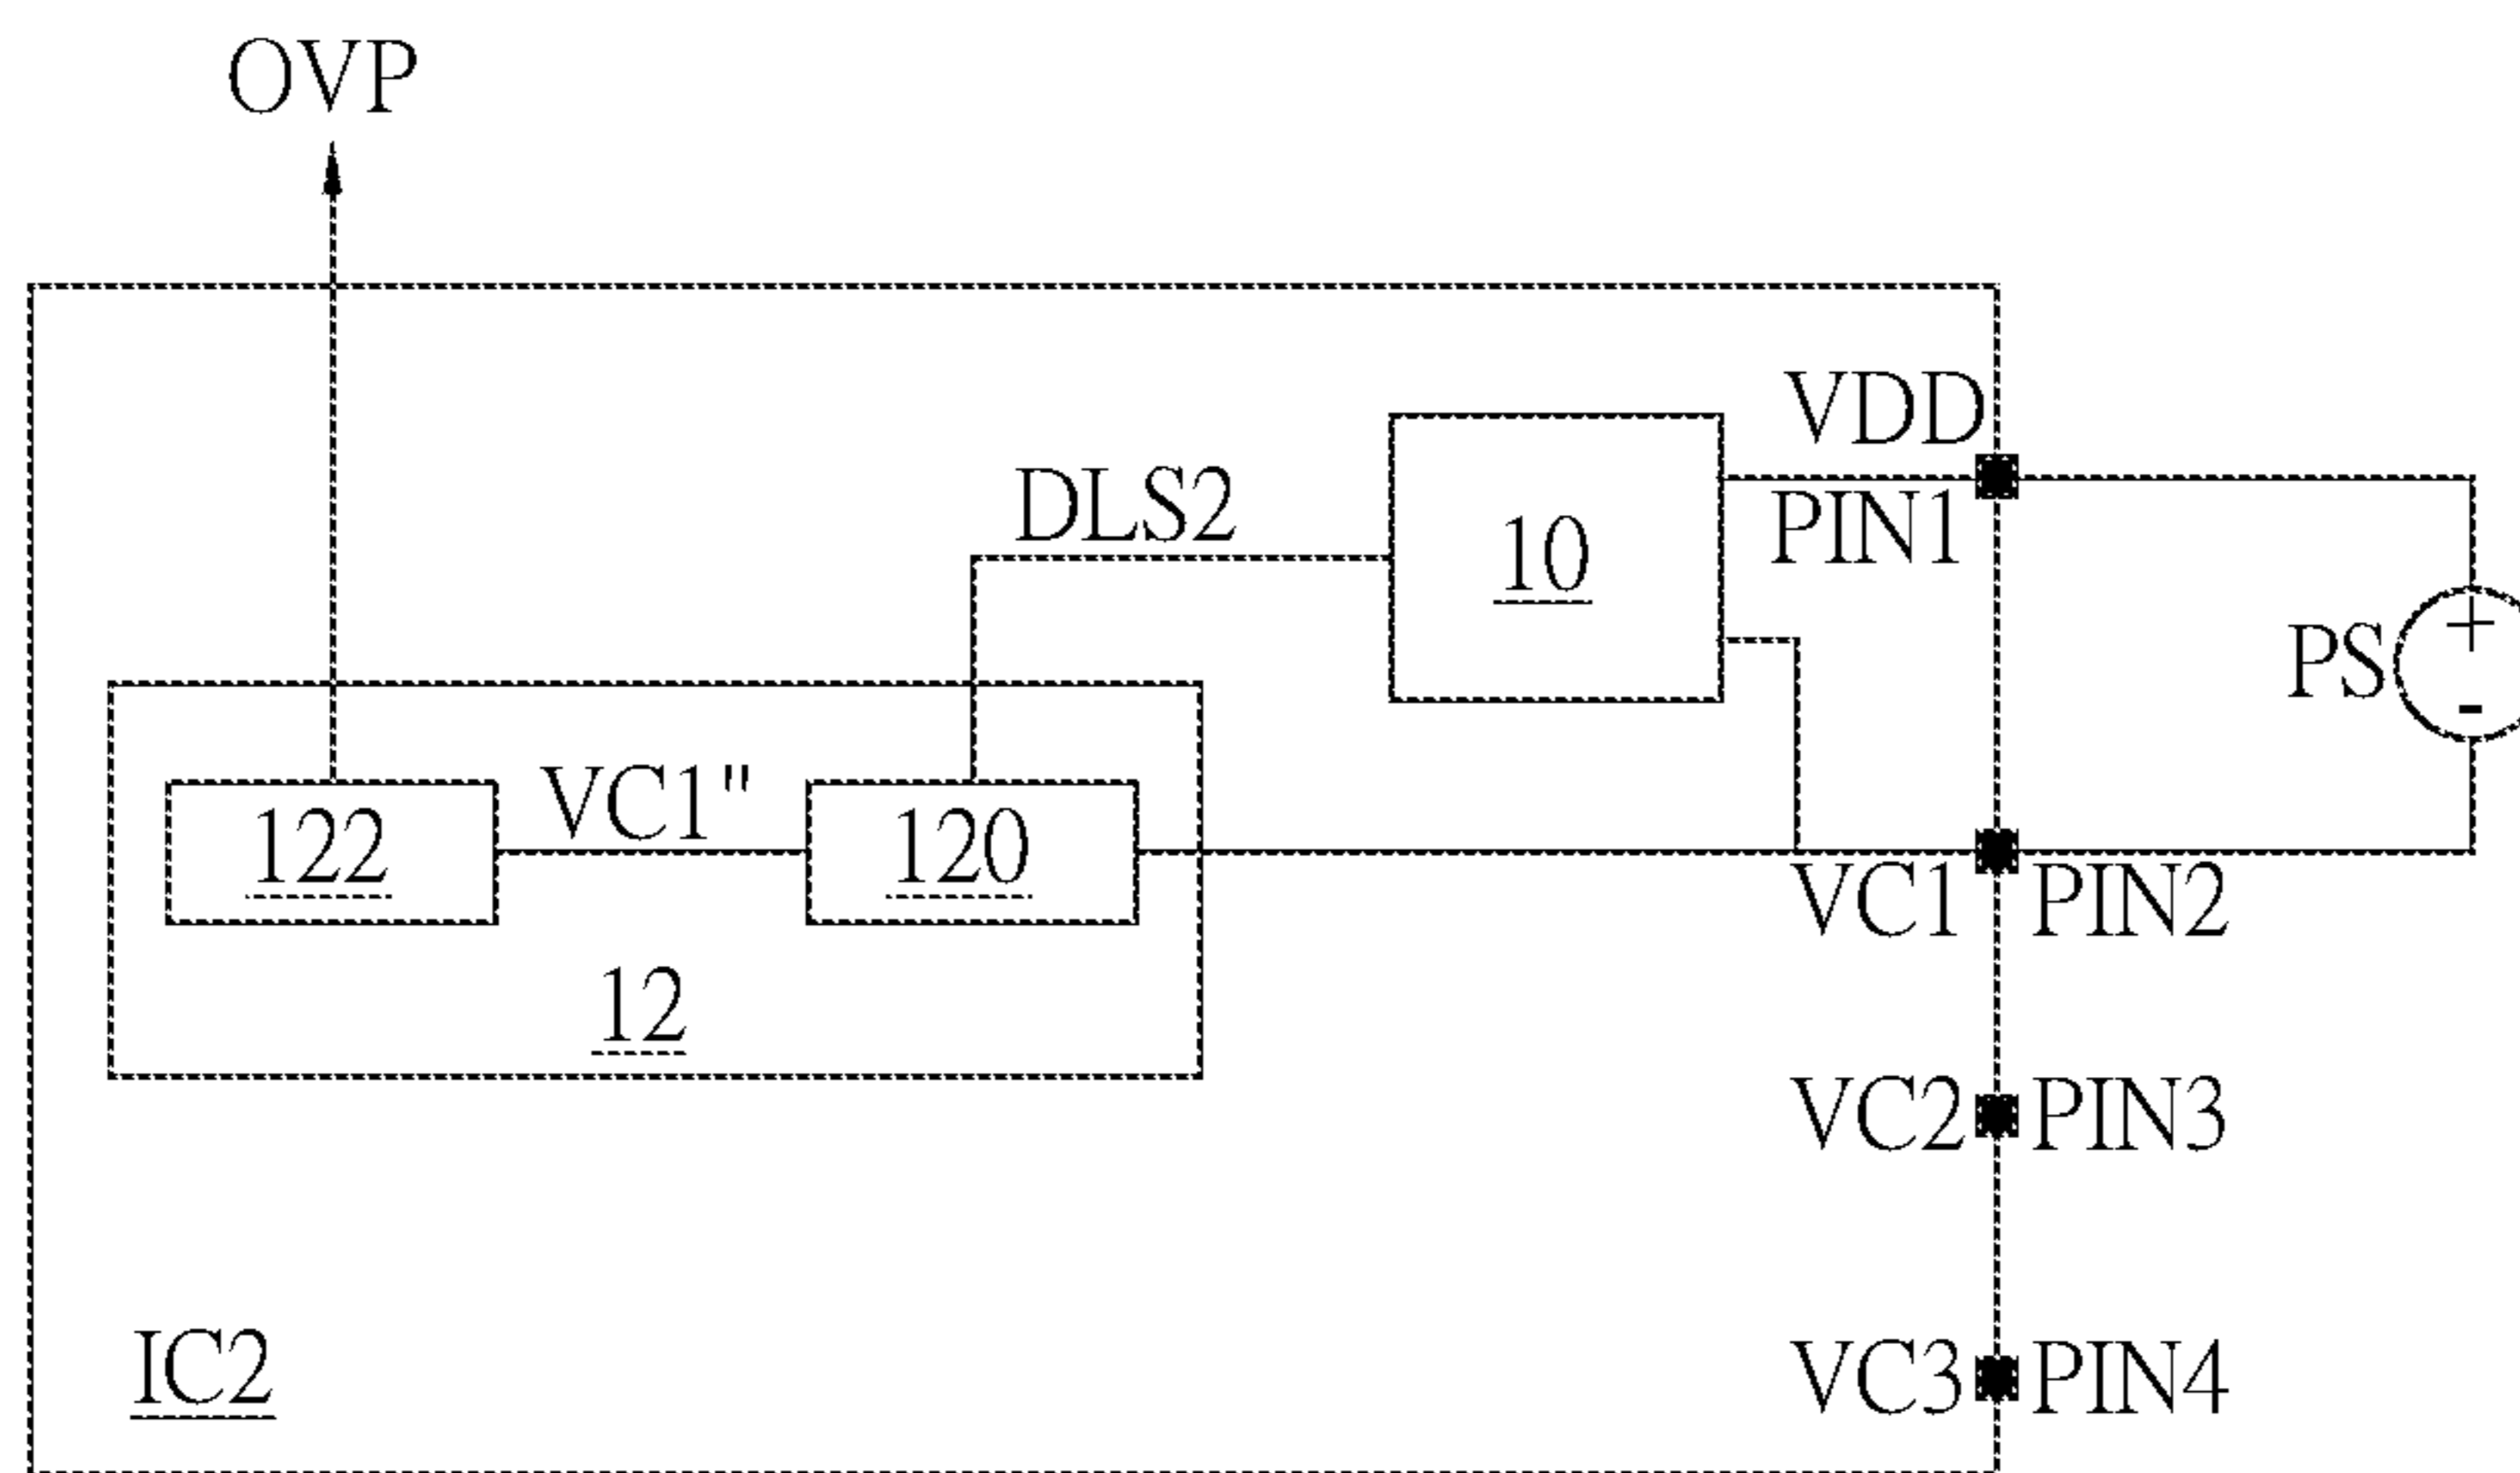 OVP
VDD
DLS2
PIN1
10
PS
+
-
VC1"
122
120
VC1 PIN2
12
VC2 PIN3
IC2
VC3 PIN4